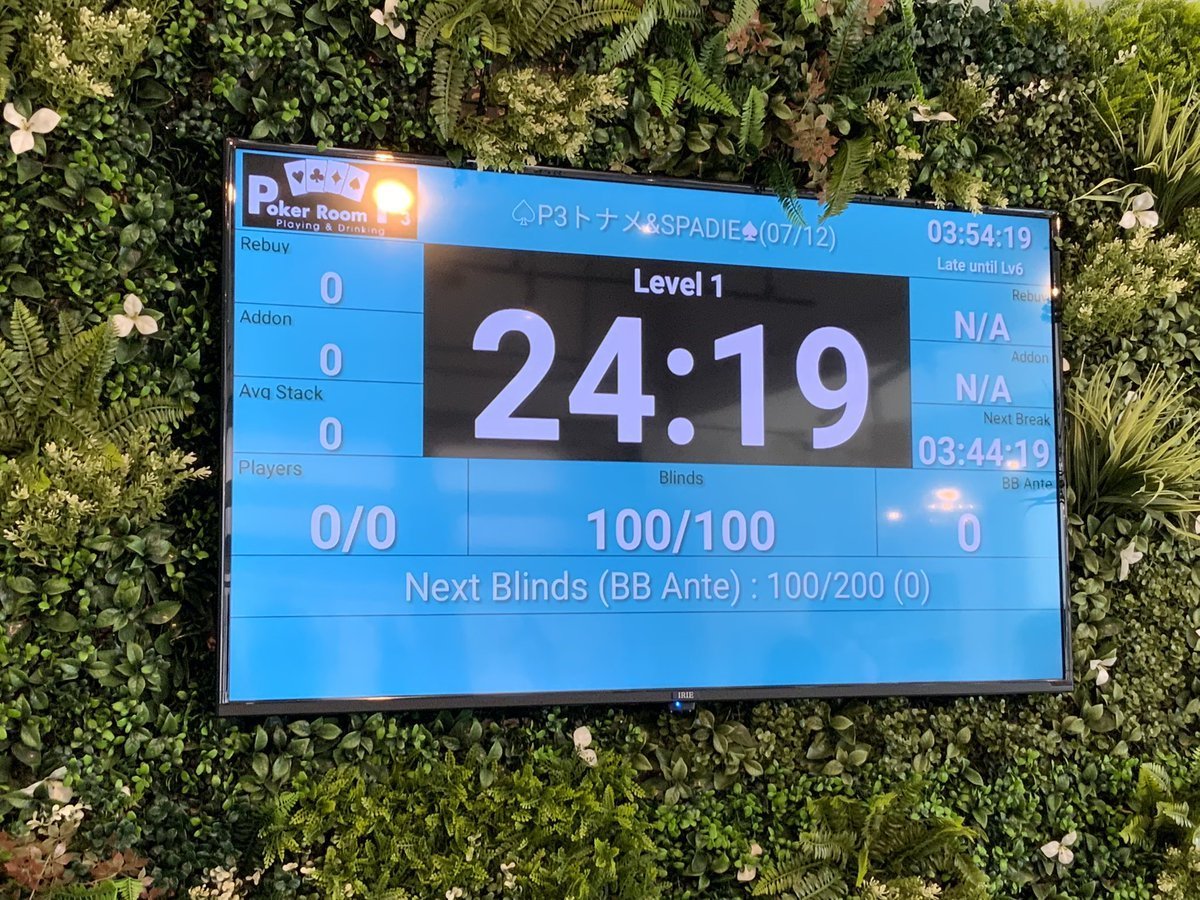 Poker Room
Playing & Drinking
♤P3トナメ&SPADIE♠(07/12)
03:54:19
Late until Lv6
Rebuy
0
Addon
0
Avg Stack
0
Level 1
24:19
Rebuy
N/A
Addon
N/A
Next Break
03:44:19
Players
0/0
Blinds
100/100
BB Ante
0
Next Blinds (BB Ante) : 100/200 (0)
IRIE